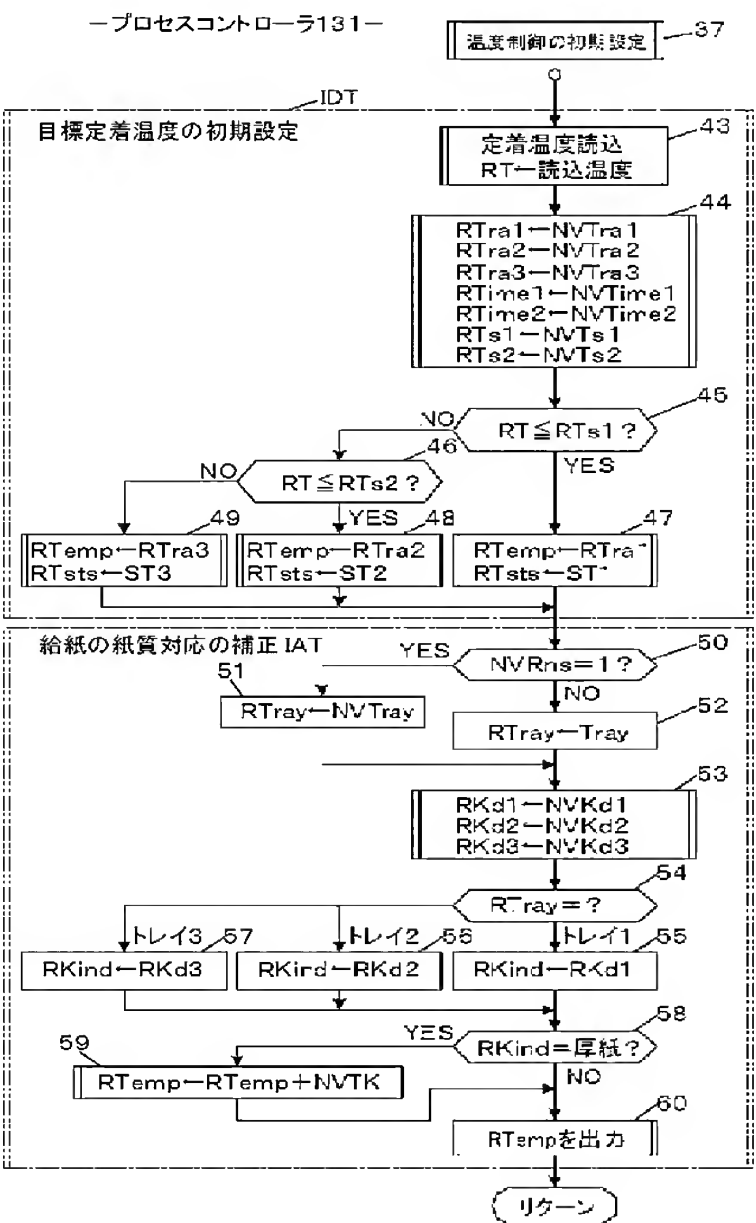 －プロセスコントローラ131－
温度制御の初期設定
37
IDT
目標定着温度の初期設定
43
定着温度読込
RT←読込温度
44
RTra1←NVTra1
RTra2←NVTra2
RTra3←NVTra3
RTime1←NVTime1
RTime2←NVTime2
RTs1←NVTs1
RTs2←NVTs2
45
RT≦RTs1?
NO
YES
46
RT≦RTs2?
NO
YES
49
RTemp←RTra3
RTsts←ST3
48
RTemp←RTra2
RTsts←ST2
47
RTemp←
RTsts←
給紙の紙質対応の補正 IAT
50
NVRns=1?
YES
NO
51
RTray←NVTray
52
RTray←Tray
53
RKd1←NVKd1
RKd2←NVKd2
RKd3←NVKd3
54
RTray=?
トレイ3
57
トレイ2
56
トレイ1
55
RKind←RKd3
RKind←RKd2
RKind←RKd1
58
RKind=厚紙?
YES
NO
59
RTemp←RTemp+NVTK
60
RTempを出力
リターン